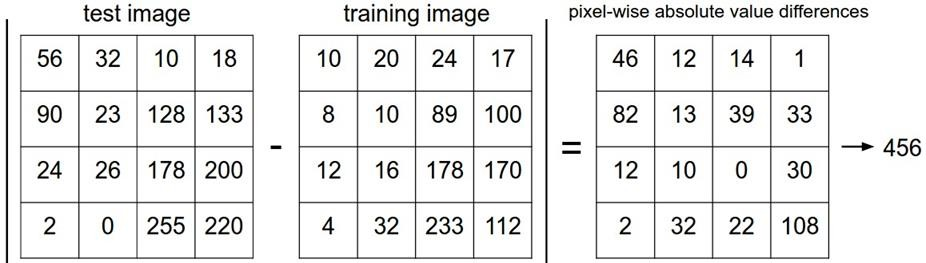 test image training image pixel-wise absolute value differences
56 32 10 18 10 20 24 17 46 12 14 1
90 23 128 133 8 10 89 100 82 13 39 33
- = → 456
24 26 178 200 12 16 178 170 12 10 0 30
2 0 255 220 4 32 233 112 2 32 22 108